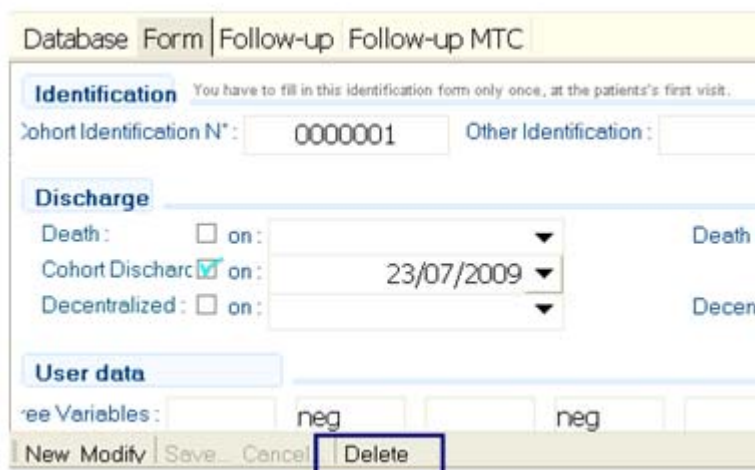 Database Form Follow-up Follow-up MTC
Identification You have to fill in this identification form only once, at the patients's first visit.
Cohort Identification N° : 0000001 Other Identification :
Discharge
Death : on : Death
Cohort Discharc on : 23/07/2009
Decentralized : on : Decen
User data
ree Variables : neg neg
New Modify Save... Cancel Delete